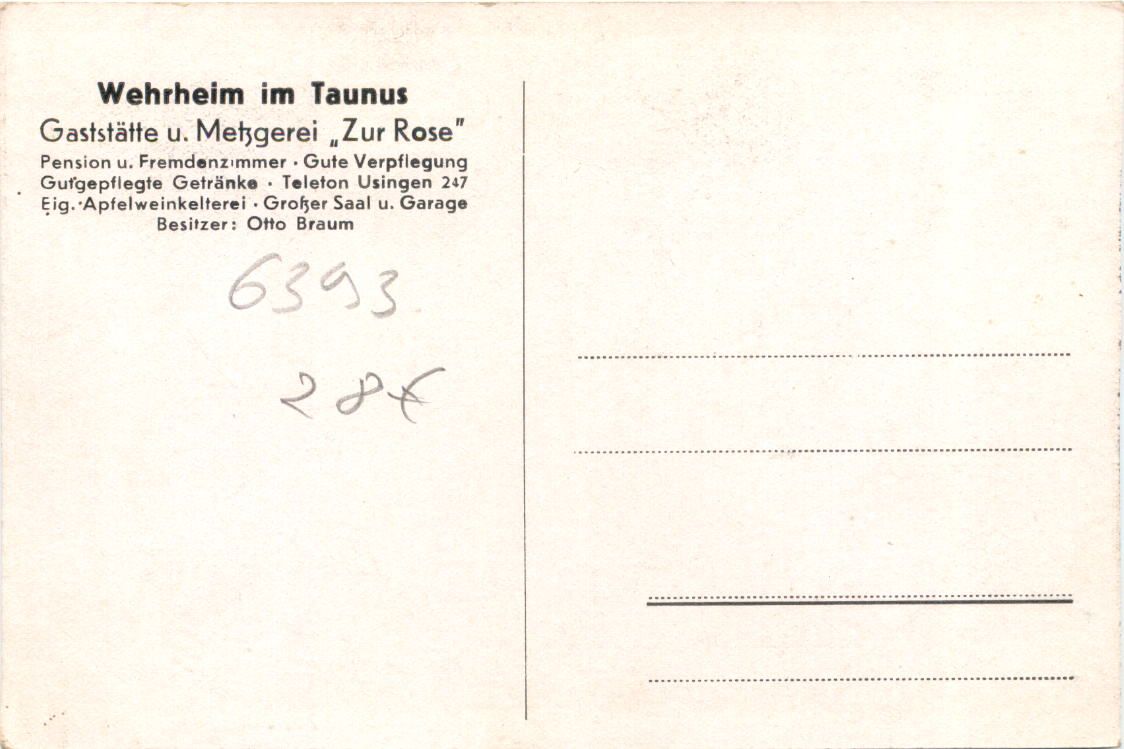 Wehrheim im Taunus
Gaststätte u. Metzgerei „Zur Rose"
Pension u. Fremdenzimmer · Gute Verpflegung
Gutgepflegte Getränke · Telefon Usingen 247
Eig. Apfelweinkelterei · Großer Saal u. Garage
Besitzer: Otto Braum
6393
28€